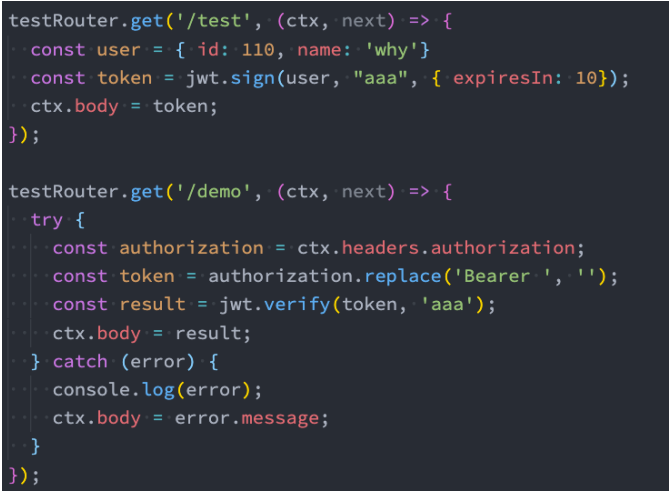 testRouter.get('/test', (ctx, next) => {
  const user = { id: 110, name: 'why'}
  const token = jwt.sign(user, "aaa", { expiresIn: 10});
  ctx.body = token;
});

testRouter.get('/demo', (ctx, next) => {
  try {
    const authorization = ctx.headers.authorization;
    const token = authorization.replace('Bearer ', '');
    const result = jwt.verify(token, 'aaa');
    ctx.body = result;
  } catch (error) {
    console.log(error);
    ctx.body = error.message;
  }
});